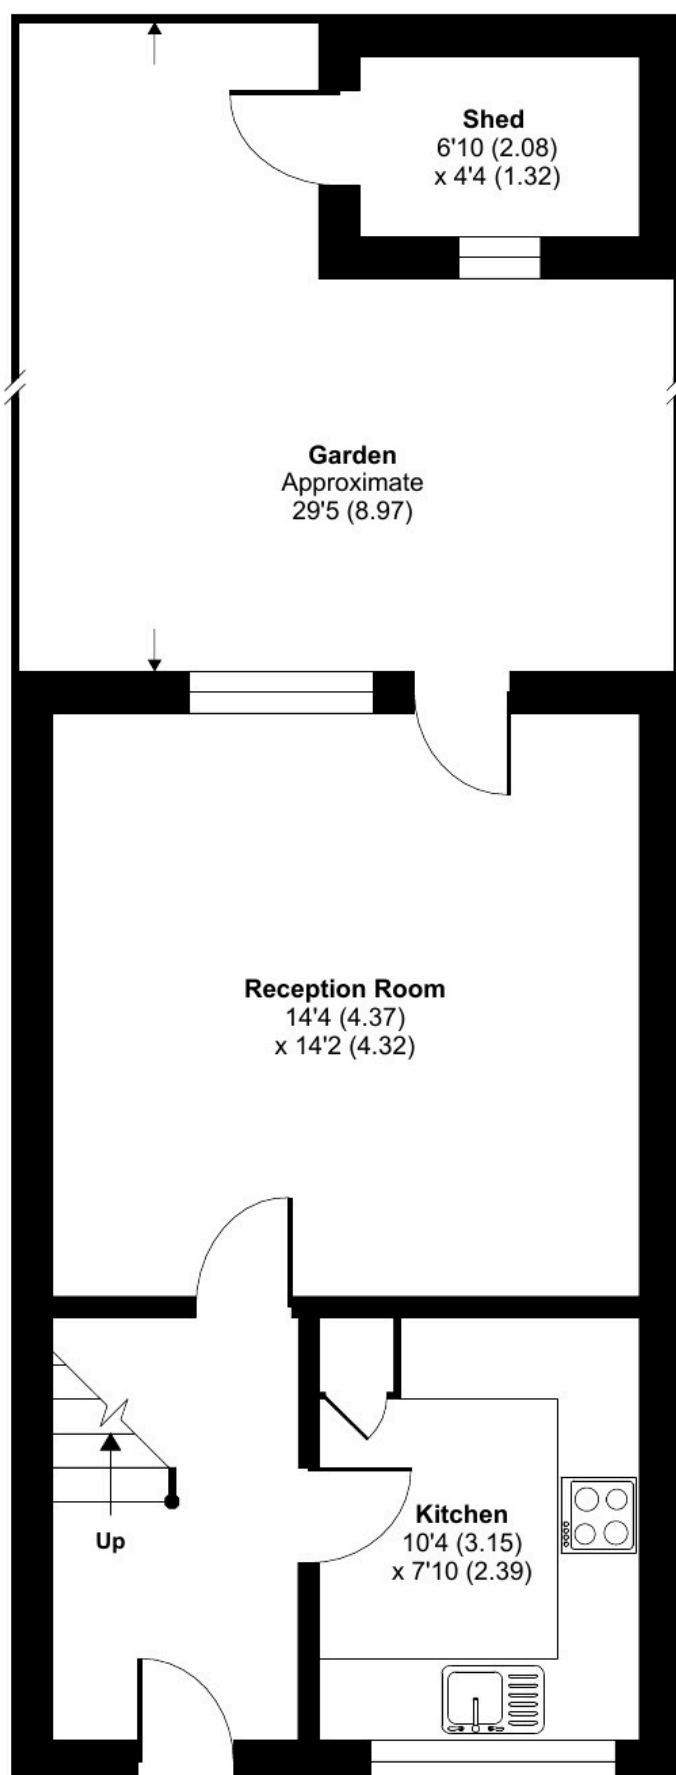 Shed
6'10 (2.08)
x 4'4 (1.32)
Garden
Approximate
29'5 (8.97)
Reception Room
14'4 (4.37)
x 14'2 (4.32)
Up
Kitchen
10'4 (3.15)
x 7'10 (2.39)